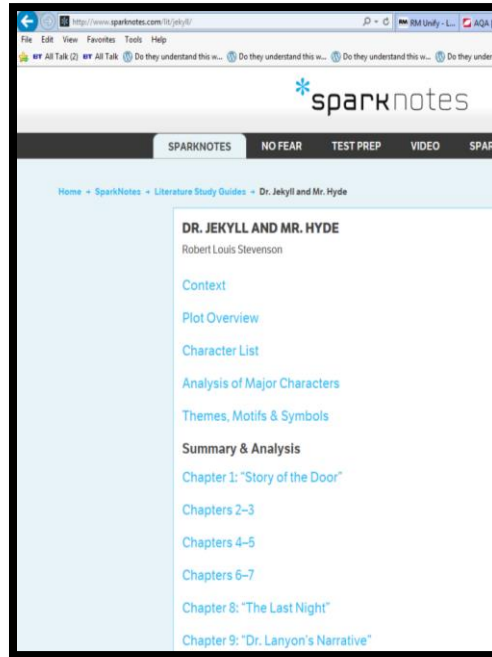 http://www.sparknotes.com/lit/jekyll/
RM Unify - L...
AQA
File Edit View Favorites Tools Help
BT All Talk (2) BT All Talk Do they understand this w... Do they understand this w... Do they understand this w... Do they under
*sparknotes
SPARKNOTES NO FEAR TEST PREP VIDEO SPAR
Home → SparkNotes → Literature Study Guides → Dr. Jekyll and Mr. Hyde
DR. JEKYLL AND MR. HYDE
Robert Louis Stevenson
Context
Plot Overview
Character List
Analysis of Major Characters
Themes, Motifs & Symbols
Summary & Analysis
Chapter 1: “Story of the Door”
Chapters 2–3
Chapters 4–5
Chapters 6–7
Chapter 8: “The Last Night”
Chapter 9: “Dr. Lanyon’s Narrative”